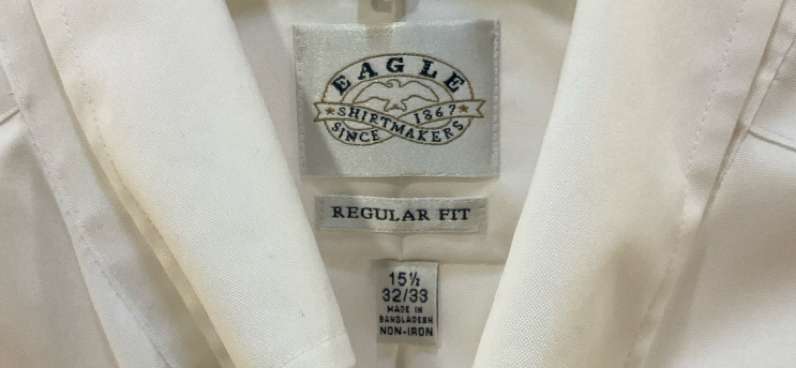 EAGLE
SHIRTMAKERS
SINCE 1867
REGULAR FIT
15½
32/33
MADE IN
BANGLADESH
NON-IRON